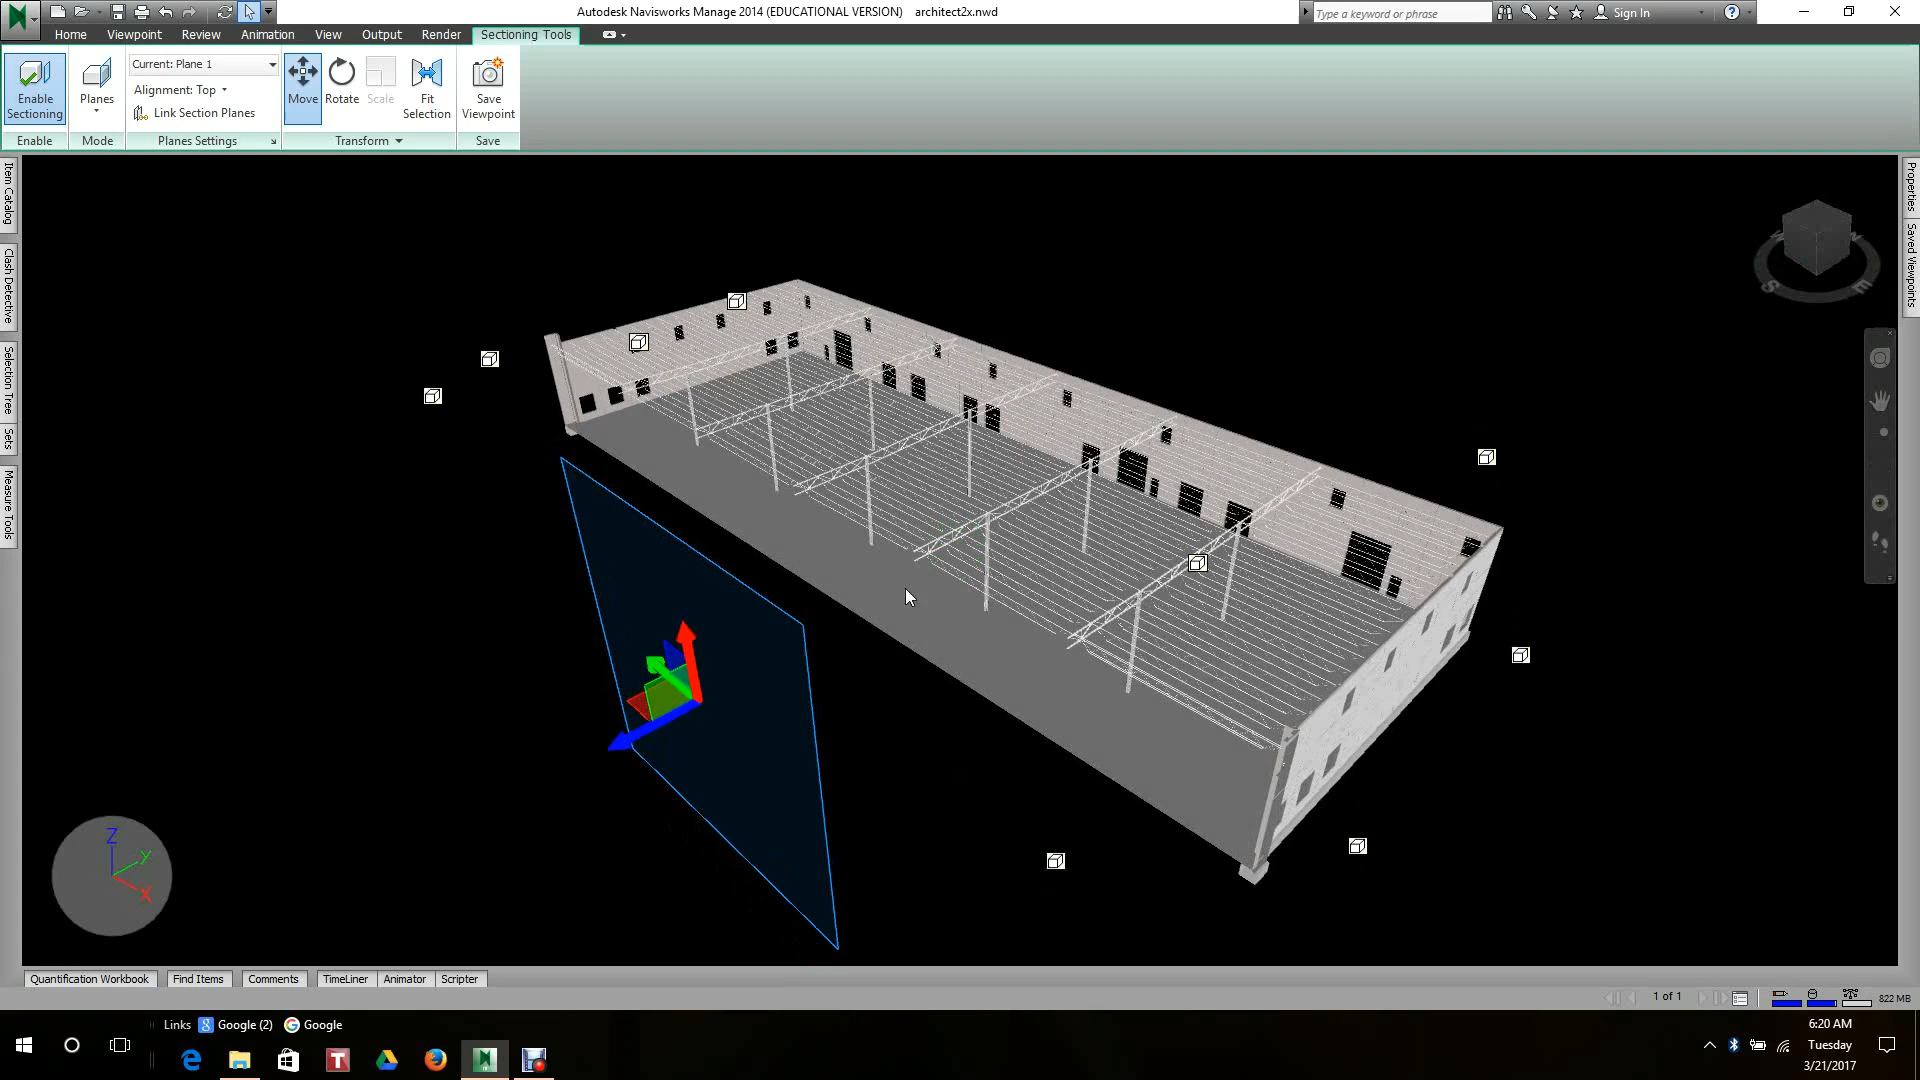 Autodesk Navisworks Manage 2014 (EDUCATIONAL VERSION) architect2x.nwd
Type a keyword or phrase
Sign In
Home Viewpoint Review Animation View Output Render Sectioning Tools
Enable Sectioning
Planes
Current: Plane 1
Alignment: Top
Link Section Planes
Move
Rotate
Scale
Fit Selection
Save Viewpoint
Enable Mode Planes Settings Transform Save
Item Catalog
Clash Detective
Selection Tree
Sets
Measure Tools
Properties
Saved Viewpoints
W N
S E
Z
Y
X
Quantification Workbook Find Items Comments TimeLiner Animator Scripter
1 of 1
822 MB
Links Google (2) Google
6:20 AM
Tuesday
3/21/2017